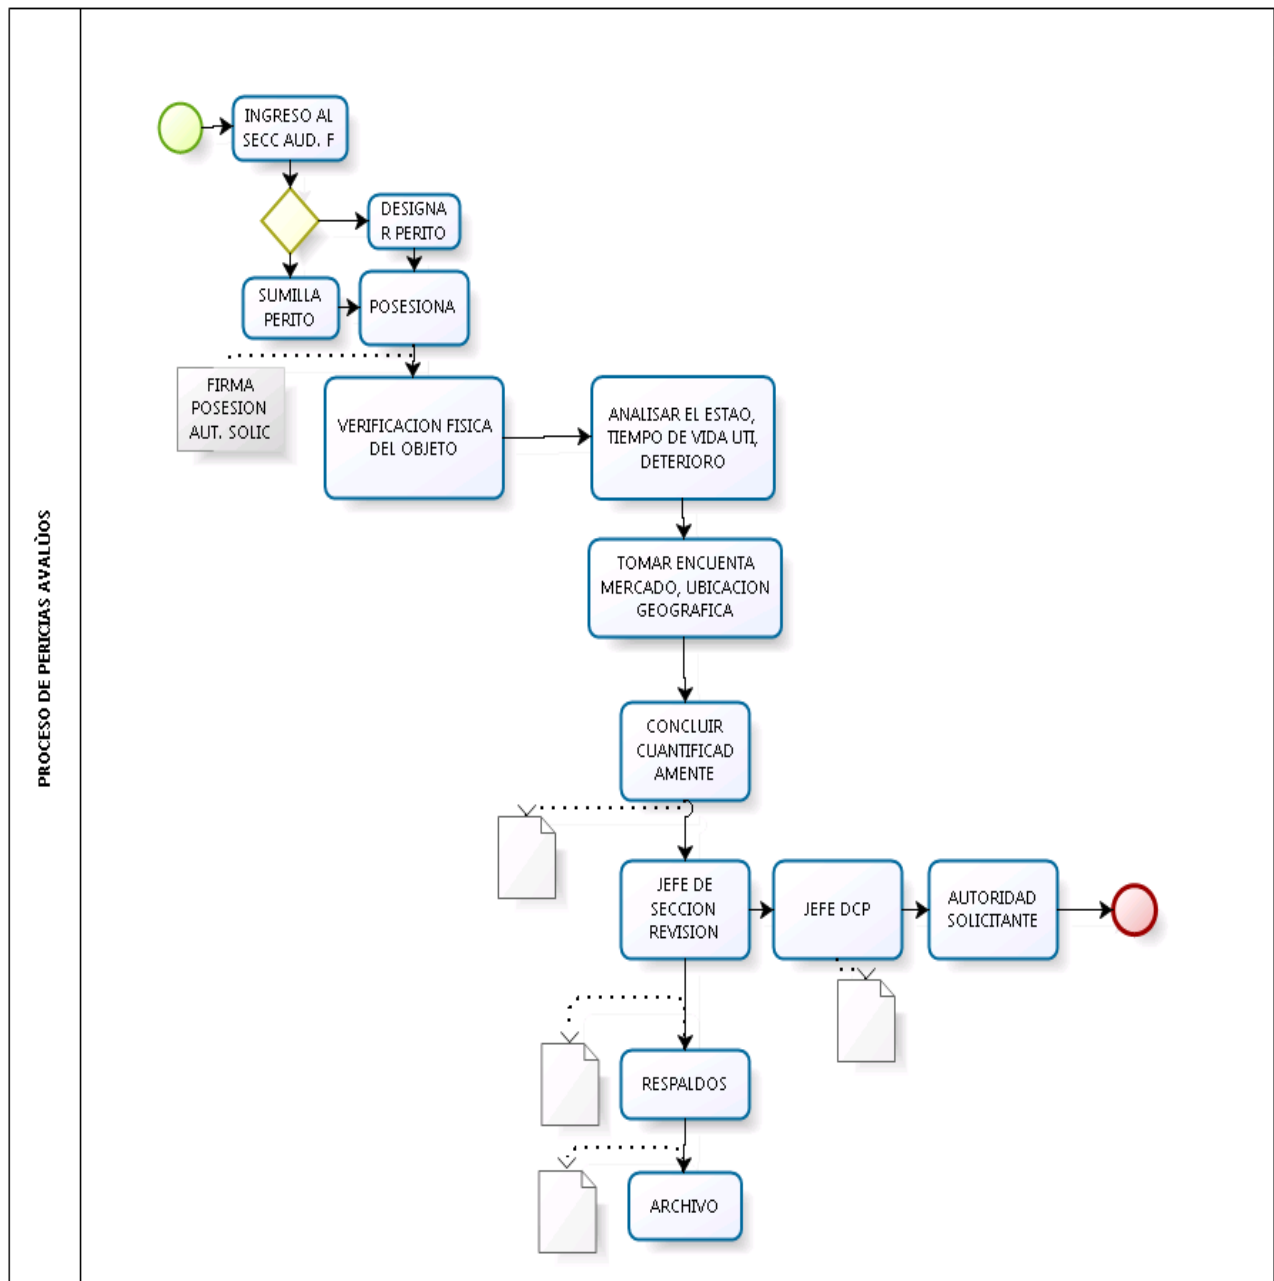 PROCESO DE PERICIAS AVALÙOS
INGRESO AL
SECC AUD. F
DESIGNA
R PERITO
SUMILLA
PERITO
POSESIONA
FIRMA
POSESION
AUT. SOLIC
VERIFICACION FISICA
DEL OBJETO
ANALISAR EL ESTAO,
TIEMPO DE VIDA UTI,
DETERIORO
TOMAR ENCUENTA
MERCADO, UBICACION
GEOGRAFICA
CONCLUIR
CUANTIFICAD
AMENTE
JEFE DE
SECCION
REVISION
JEFE DCP
AUTORIDAD
SOLICITANTE
RESPALDOS
ARCHIVO